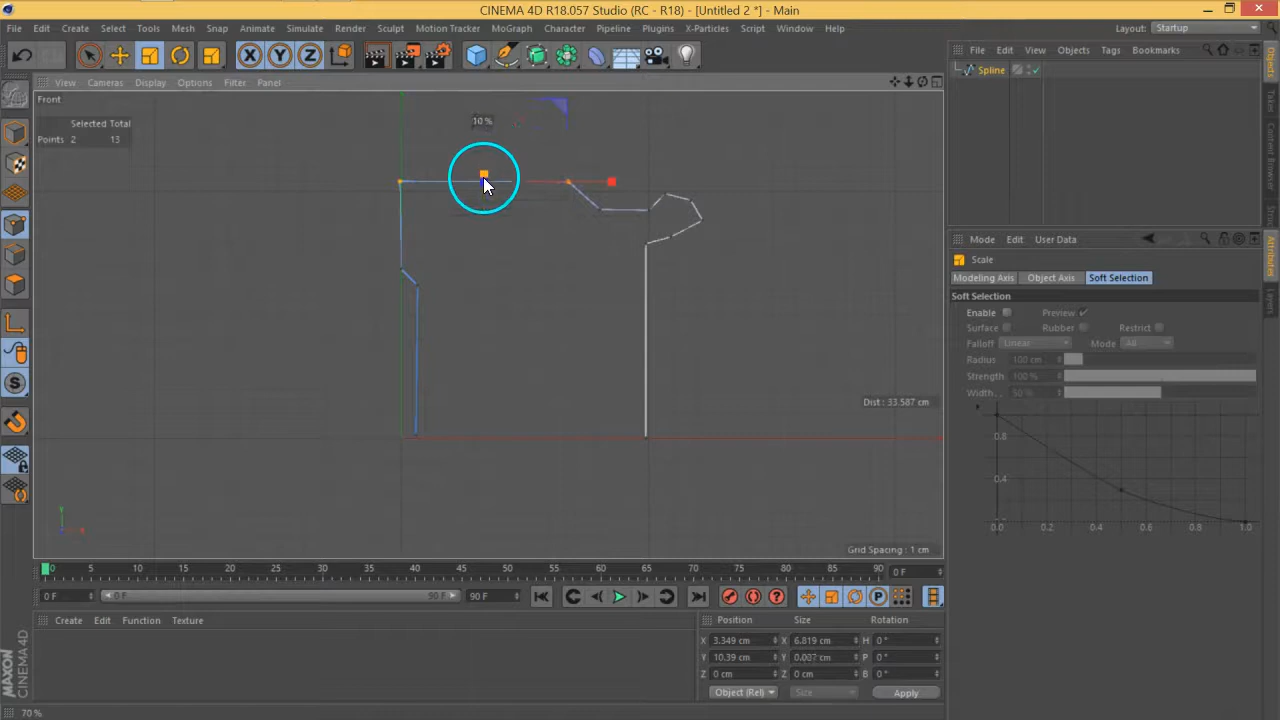 CINEMA 4D R18.057 Studio (RC - R18) - [Untitled 2 *] - Main
File Edit Create Select Tools Mesh Snap Animate Simulate Render Sculpt Motion Tracker MoGraph Character Pipeline Plugins X-Particles Script Window Help Layout: Startup
File Edit View Objects Tags Bookmarks
View Cameras Display Options Filter Panel
Front
Selected Total
Points 2 13
10 %
Dist : 33.587 cm
Grid Spacing : 1 cm
Spline
Objects
Takes
Content Browser
Structure
Mode Edit User Data
Scale
Modeling Axis Object Axis Soft Selection
Soft Selection
Enable Preview
Surface Rubber Restrict
Falloff Linear Mode All
Radius 100 cm
Strength 100 %
Width . . 50 %
0.8
0.4
0.0 0.2 0.4 0.6 0.8 1.0
Attributes
Layers
0 5 10 15 20 25 30 35 40 45 50 55 60 65 70 75 80 85 90 0 F
0 F 0 F 90 F 90 F
Create Edit Function Texture
Position Size Rotation
X 3.349 cm X 6.819 cm H 0 °
Y 10.39 cm Y 0.007 cm P 0 °
Z 0 cm Z 0 cm B 0 °
Object (Rel) Size Apply
MAXON
CINEMA 4D
70 %